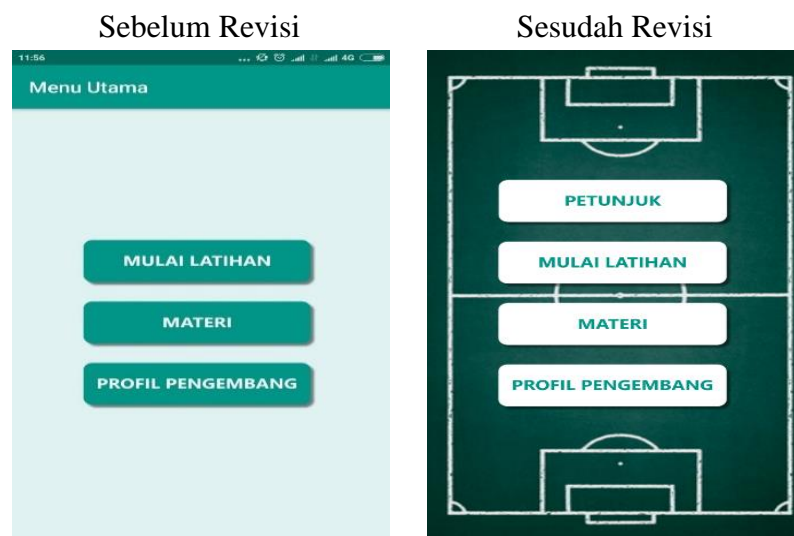 Sebelum Revisi
Sesudah Revisi
11:56
... 4G
Menu Utama
MULAI LATIHAN
MATERI
PROFIL PENGEMBANG
PETUNJUK
MULAI LATIHAN
MATERI
PROFIL PENGEMBANG